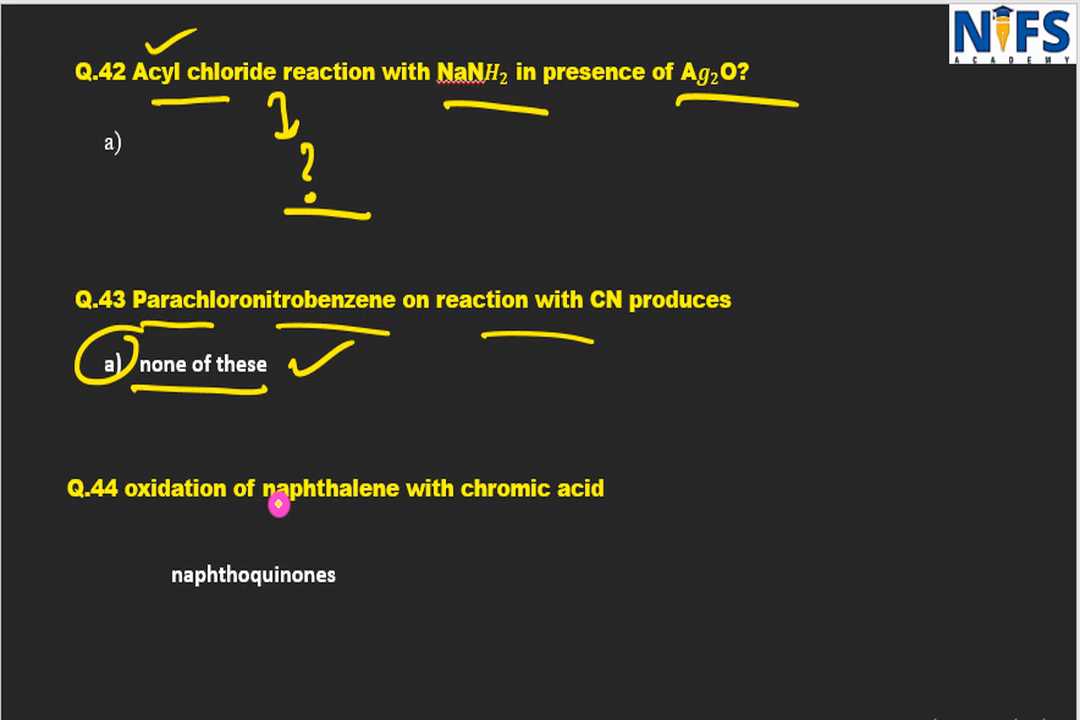 NIFS
ACADEMY
Q.42 Acyl chloride reaction with NaNH₂ in presence of Ag₂O?
?
a)
Q.43 Parachloronitrobenzene on reaction with CN produces
a) none of these
Q.44 oxidation of naphthalene with chromic acid
naphthoquinones